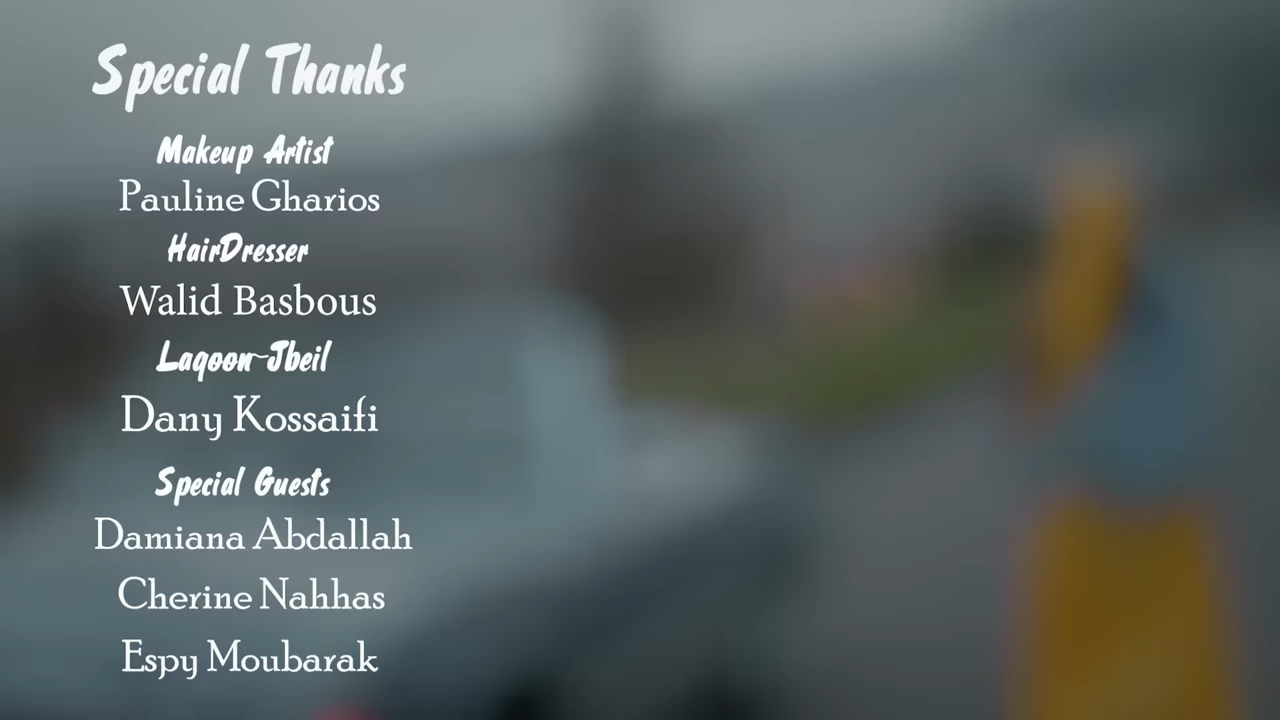 Special Thanks
Makeup Artist
Pauline Gharios
HairDresser
Walid Basbous
Laqoon-Jbeil
Dany Kossaifi
Special Guests
Damiana Abdallah
Cherine Nahhas
Espy Moubarak